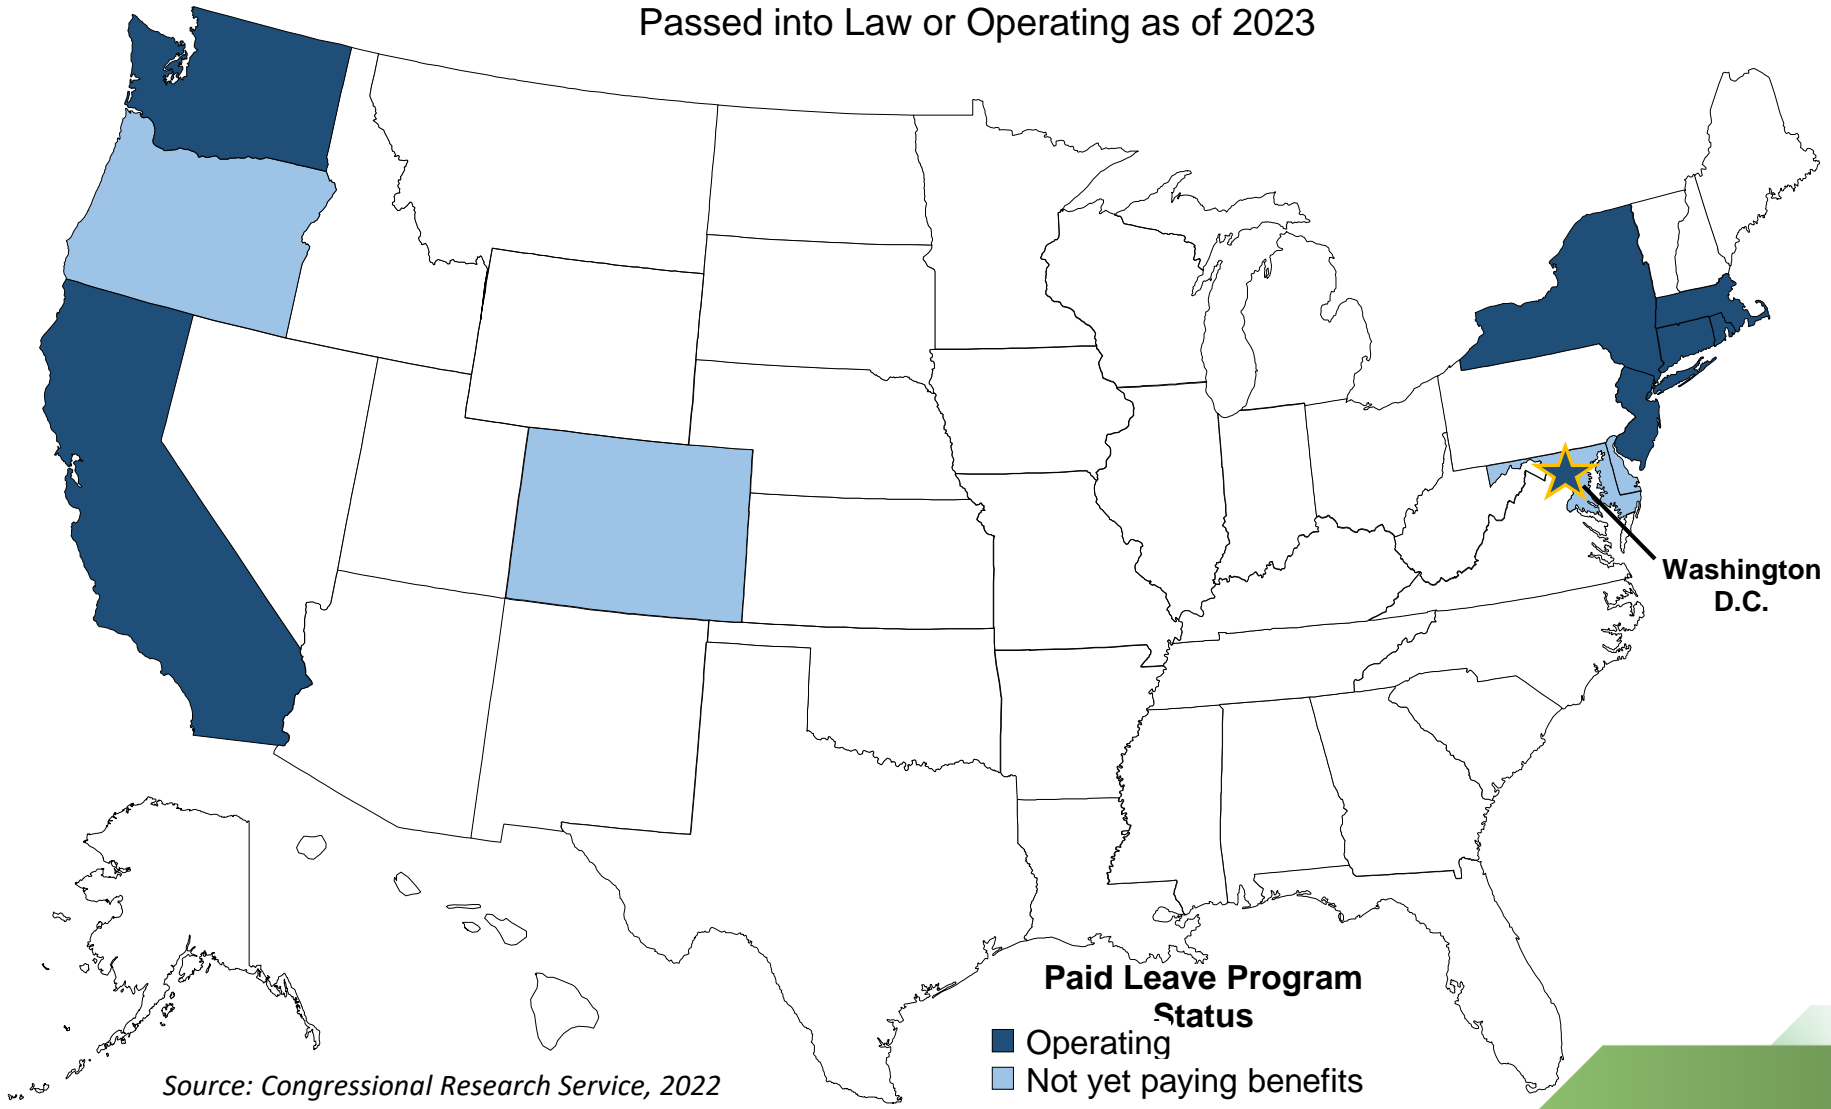 Passed into Law or Operating as of 2023
Washington
D.C.
Paid Leave Program
Status
Operating
Not yet paying benefits
Source: Congressional Research Service, 2022